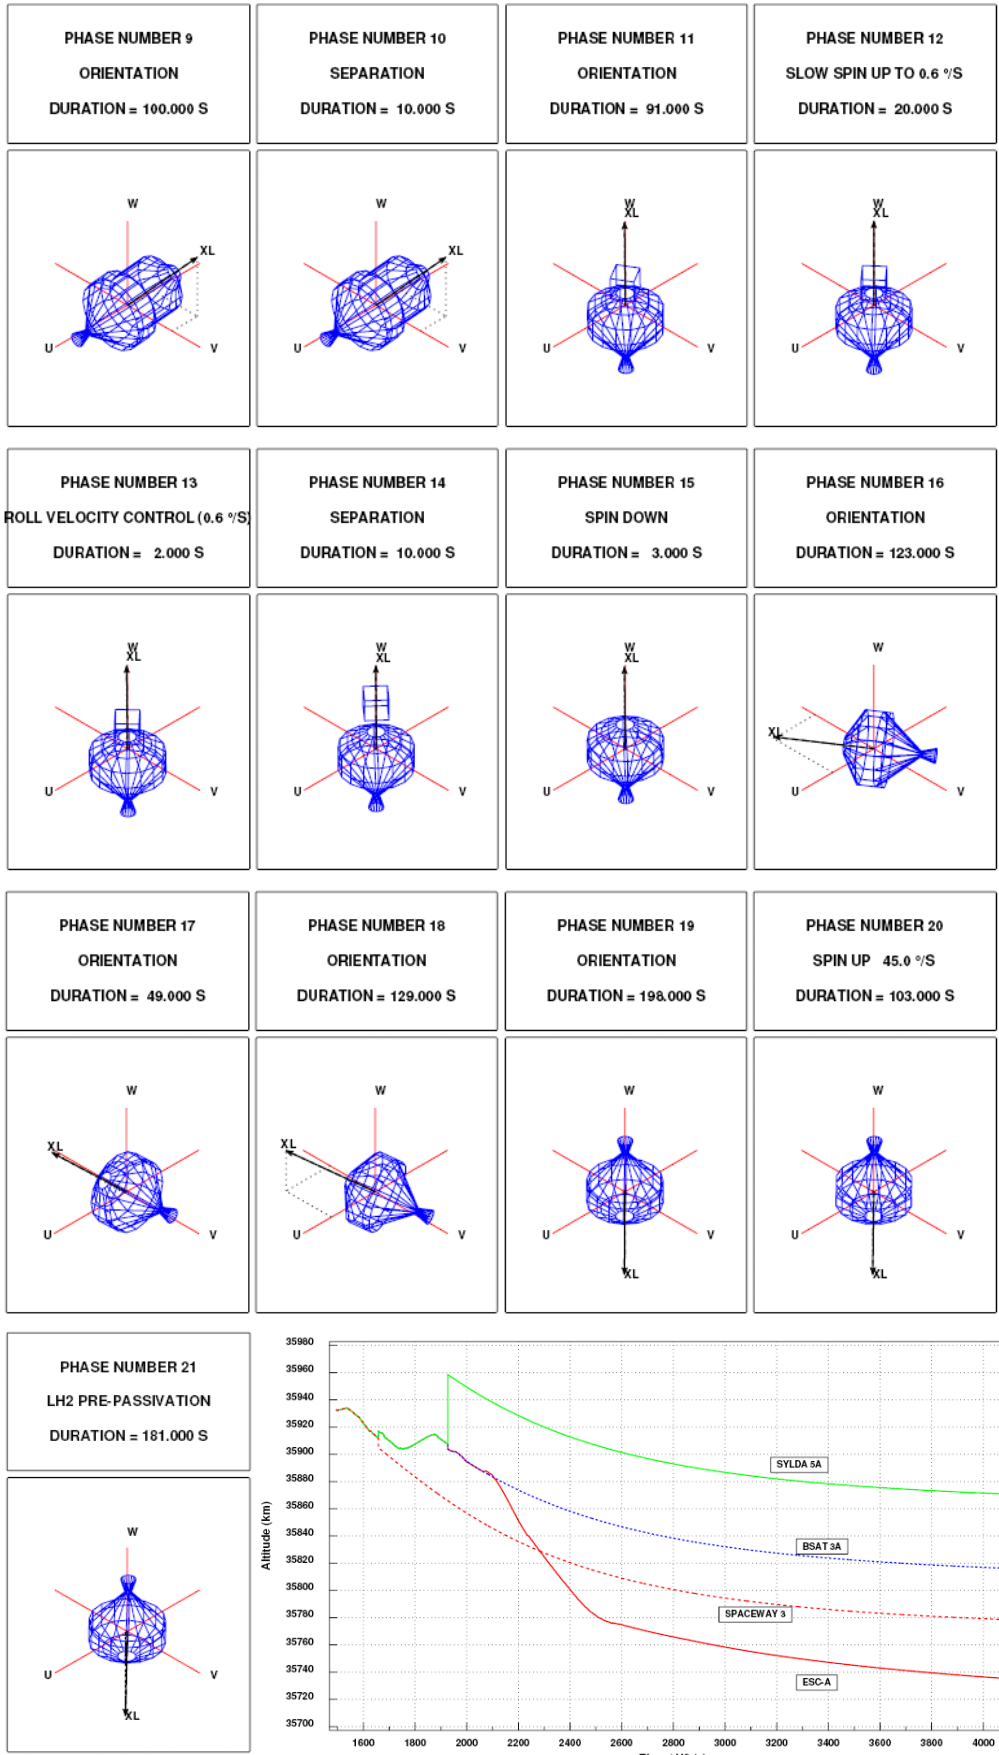 PHASE NUMBER 9
ORIENTATION
DURATION = 100.000 S
PHASE NUMBER 10
SEPARATION
DURATION = 10.000 S
PHASE NUMBER 11
ORIENTATION
DURATION = 91.000 S
PHASE NUMBER 12
SLOW SPIN UP TO 0.6 °/S
DURATION = 20.000 S
W
XL
U
V
W
XL
U
V
W
XL
U
V
W
XL
U
V
PHASE NUMBER 13
ROLL VELOCITY CONTROL (0.6 °/S)
DURATION = 2.000 S
PHASE NUMBER 14
SEPARATION
DURATION = 10.000 S
PHASE NUMBER 15
SPIN DOWN
DURATION = 3.000 S
PHASE NUMBER 16
ORIENTATION
DURATION = 123.000 S
W
XL
U
V
W
XL
U
V
W
XL
U
V
W
XL
U
V
PHASE NUMBER 17
ORIENTATION
DURATION = 49.000 S
PHASE NUMBER 18
ORIENTATION
DURATION = 129.000 S
PHASE NUMBER 19
ORIENTATION
DURATION = 198.000 S
PHASE NUMBER 20
SPIN UP 45.0 °/S
DURATION = 103.000 S
W
XL
U
V
W
XL
U
V
W
U
V
XL
W
U
V
XL
PHASE NUMBER 21
LH2 PRE-PASSIVATION
DURATION = 181.000 S
W
U
V
XL
Altitude (km)
35980
35960
35940
35920
35900
35880
35860
35840
35820
35800
35780
35760
35740
35720
35700
SYLDA 5A
BSAT 3A
SPACEWAY 3
ESC-A
1600 1800 2000 2200 2400 2600 2800 3000 3200 3400 3600 3800 4000